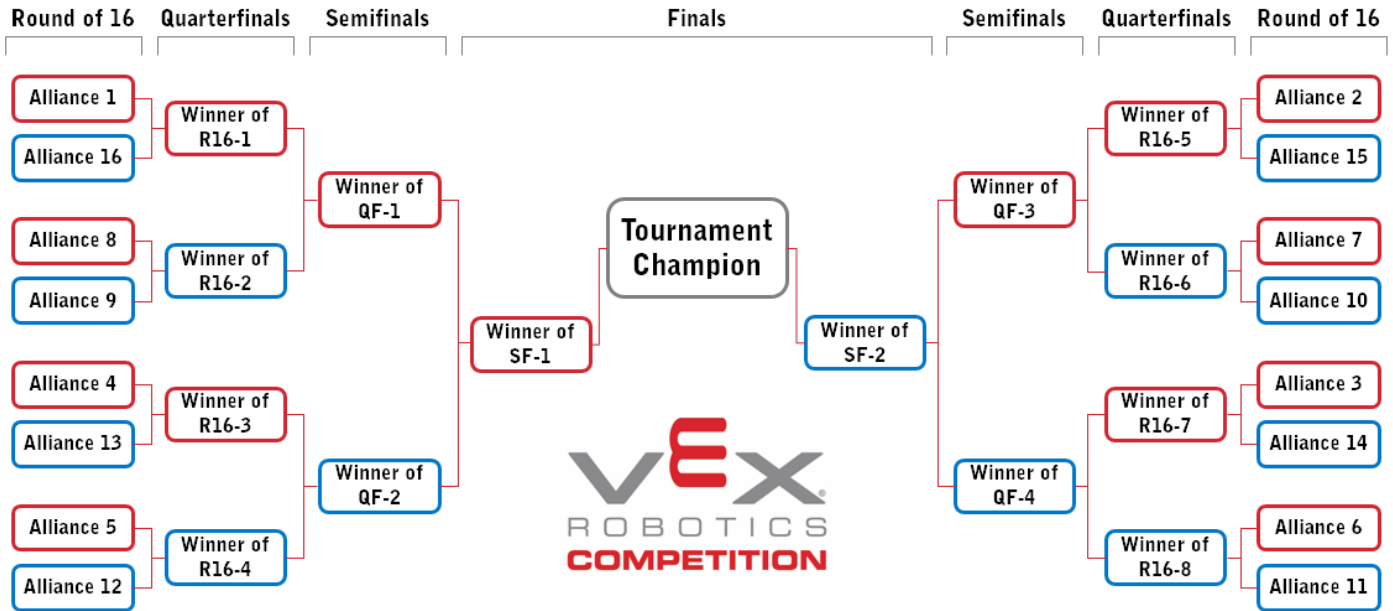 Round of 16
Quarterfinals
Semifinals
Finals
Semifinals
Quarterfinals
Round of 16
Alliance 1
Alliance 16
Alliance 8
Alliance 9
Alliance 4
Alliance 13
Alliance 5
Alliance 12
Winner of
R16-1
Winner of
R16-2
Winner of
R16-3
Winner of
R16-4
Winner of
QF-1
Winner of
QF-2
Winner of
SF-1
Tournament
Champion
Winner of
SF-2
VEX®
ROBOTICS
COMPETITION
Winner of
QF-3
Winner of
QF-4
Winner of
R16-5
Winner of
R16-6
Winner of
R16-7
Winner of
R16-8
Alliance 2
Alliance 15
Alliance 7
Alliance 10
Alliance 3
Alliance 14
Alliance 6
Alliance 11